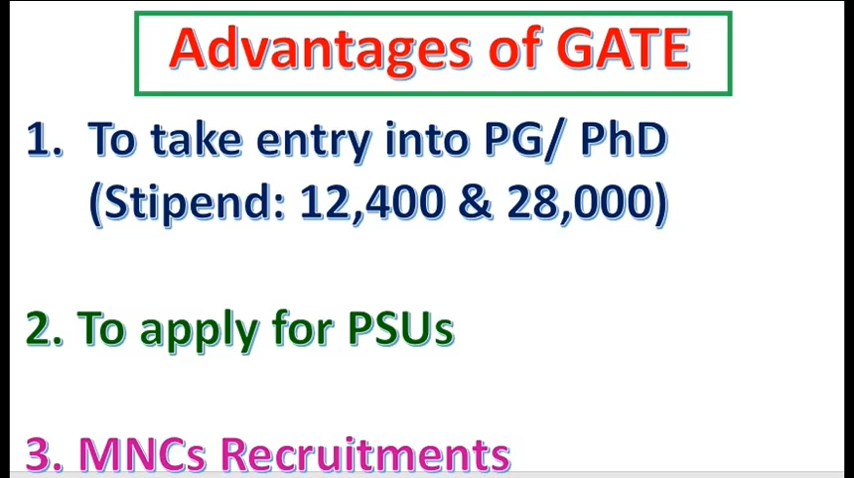 Advantages of GATE
1. To take entry into PG/ PhD
(Stipend: 12,400 & 28,000)
2. To apply for PSUs
3. MNCs Recruitments